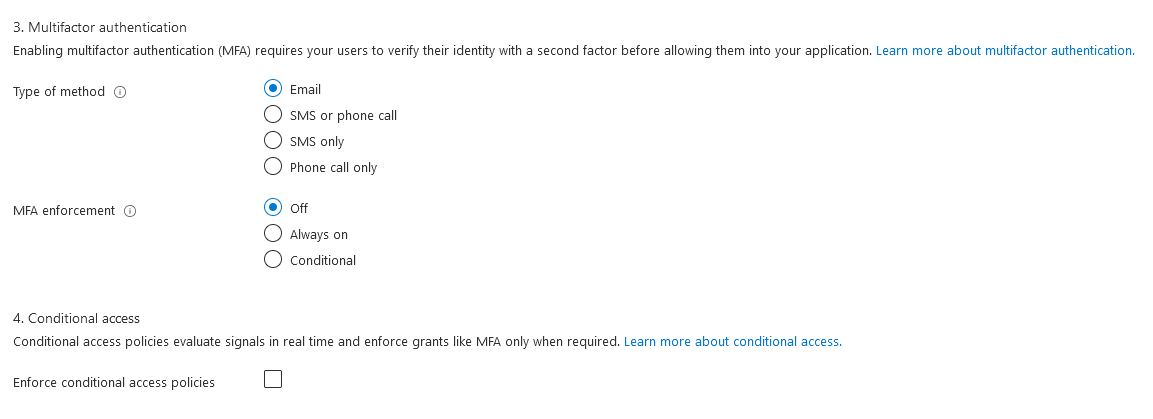 3. Multifactor authentication
Enabling multifactor authentication (MFA) requires your users to verify their identity with a second factor before allowing them into your application. Learn more about multifactor authentication.
Type of method
Email
SMS or phone call
SMS only
Phone call only
MFA enforcement
Off
Always on
Conditional
4. Conditional access
Conditional access policies evaluate signals in real time and enforce grants like MFA only when required. Learn more about conditional access.
Enforce conditional access policies